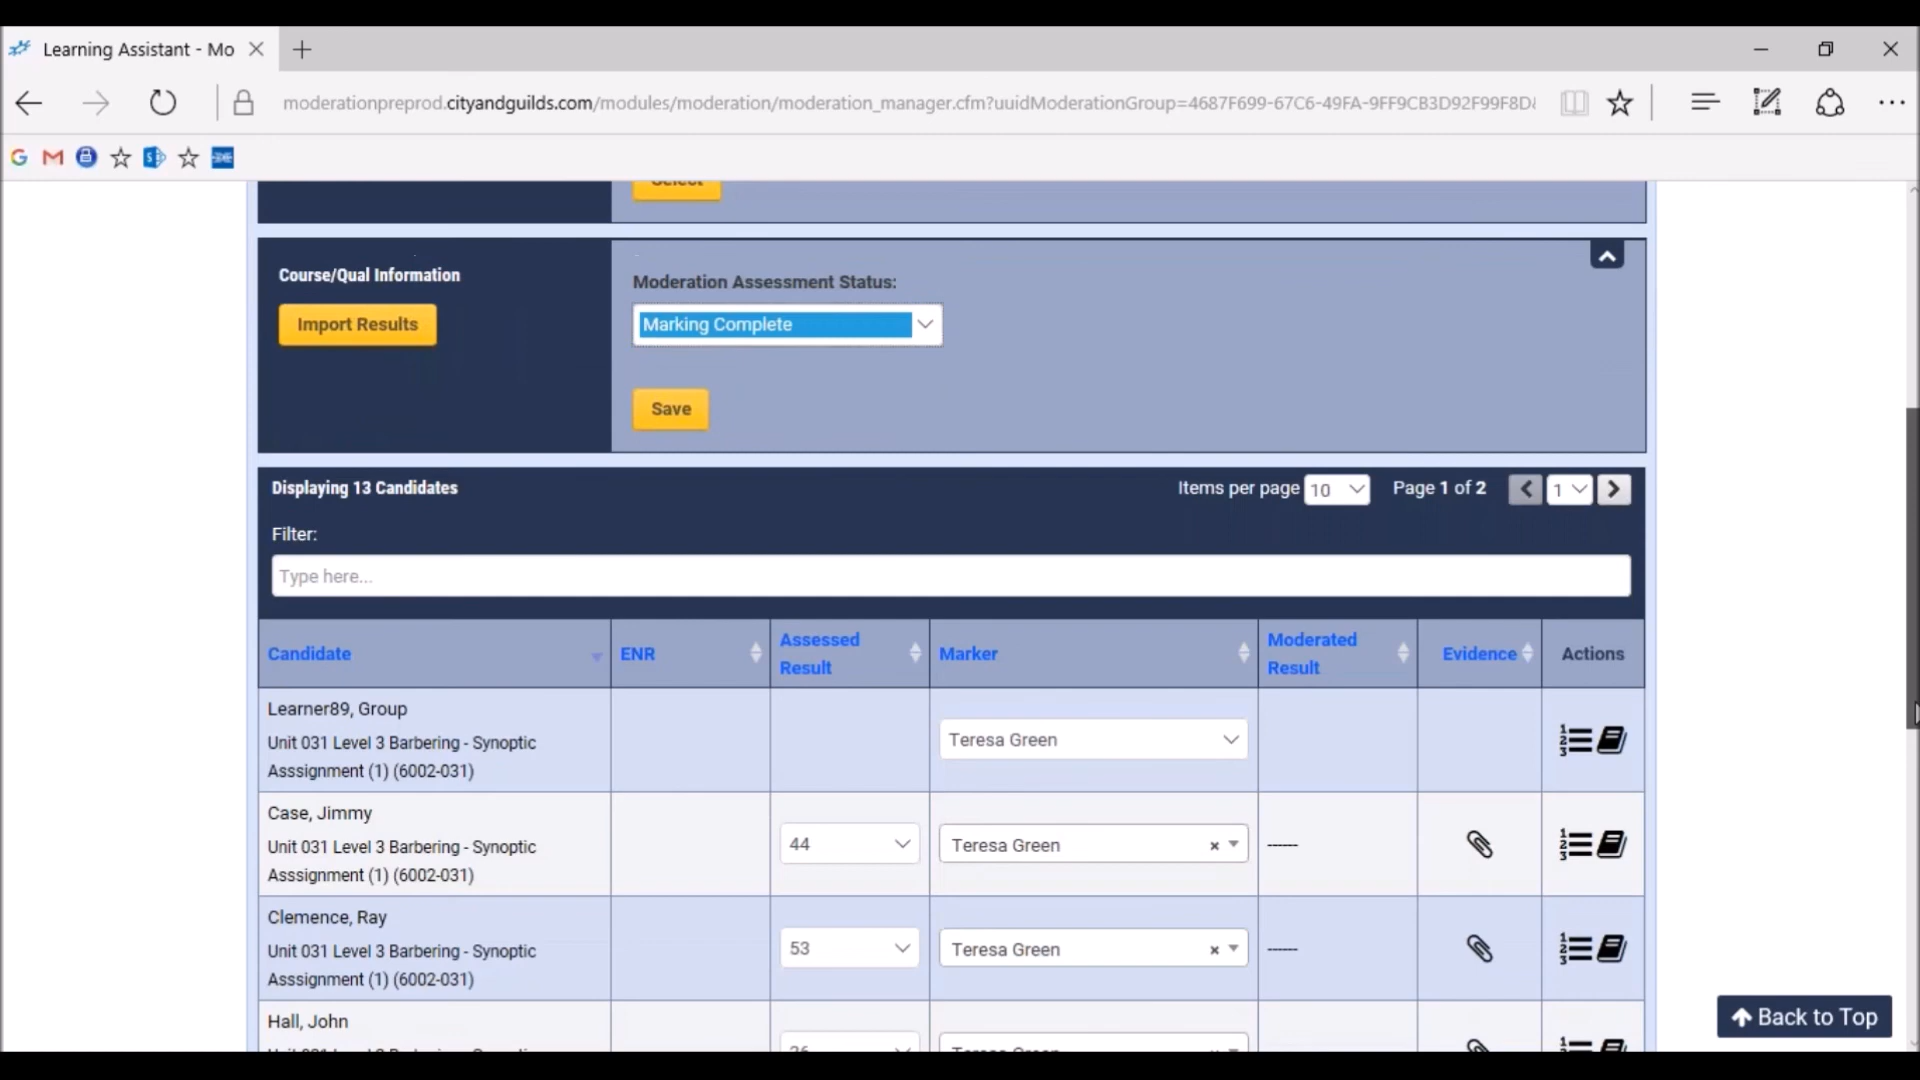 Learning Assistant - Mo
moderationpreprod.cityandguilds.com/modules/moderation/moderation_manager.cfm?uuidModerationGroup=4687F699-67C6-49FA-9FF9CB3D92F99F8D
Select
Course/Qual Information
Import Results
Moderation Assessment Status:
Marking Complete
Save
Displaying 13 Candidates
Items per page 10 Page 1 of 2 1
Filter:
Type here...
Candidate ENR Assessed Result Marker Moderated Result Evidence Actions
Learner89, Group
Unit 031 Level 3 Barbering - Synoptic
Asssignment (1) (6002-031)
Teresa Green
Case, Jimmy
Unit 031 Level 3 Barbering - Synoptic
Asssignment (1) (6002-031)
44 Teresa Green × ------
Clemence, Ray
Unit 031 Level 3 Barbering - Synoptic
Asssignment (1) (6002-031)
53 Teresa Green × ------
Hall, John
Teresa Green
Back to Top